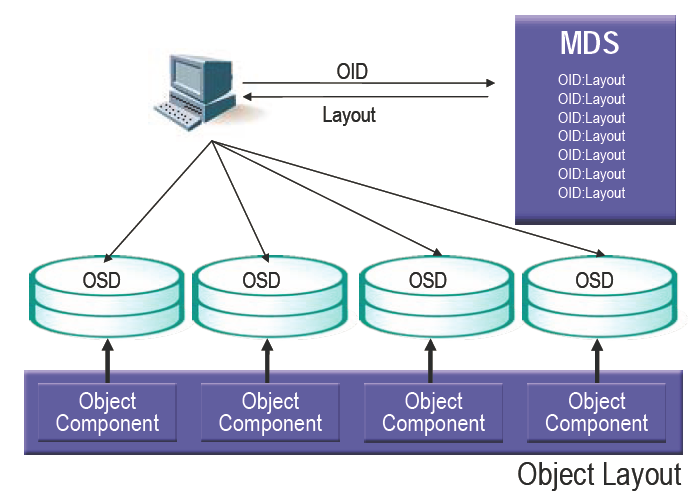 MDS
OID
Layout
OID:Layout
OID:Layout
OID:Layout
OID:Layout
OID:Layout
OID:Layout
OID:Layout
OSD
OSD
OSD
OSD
Object
Component
Object
Component
Object
Component
Object
Component
Object Layout